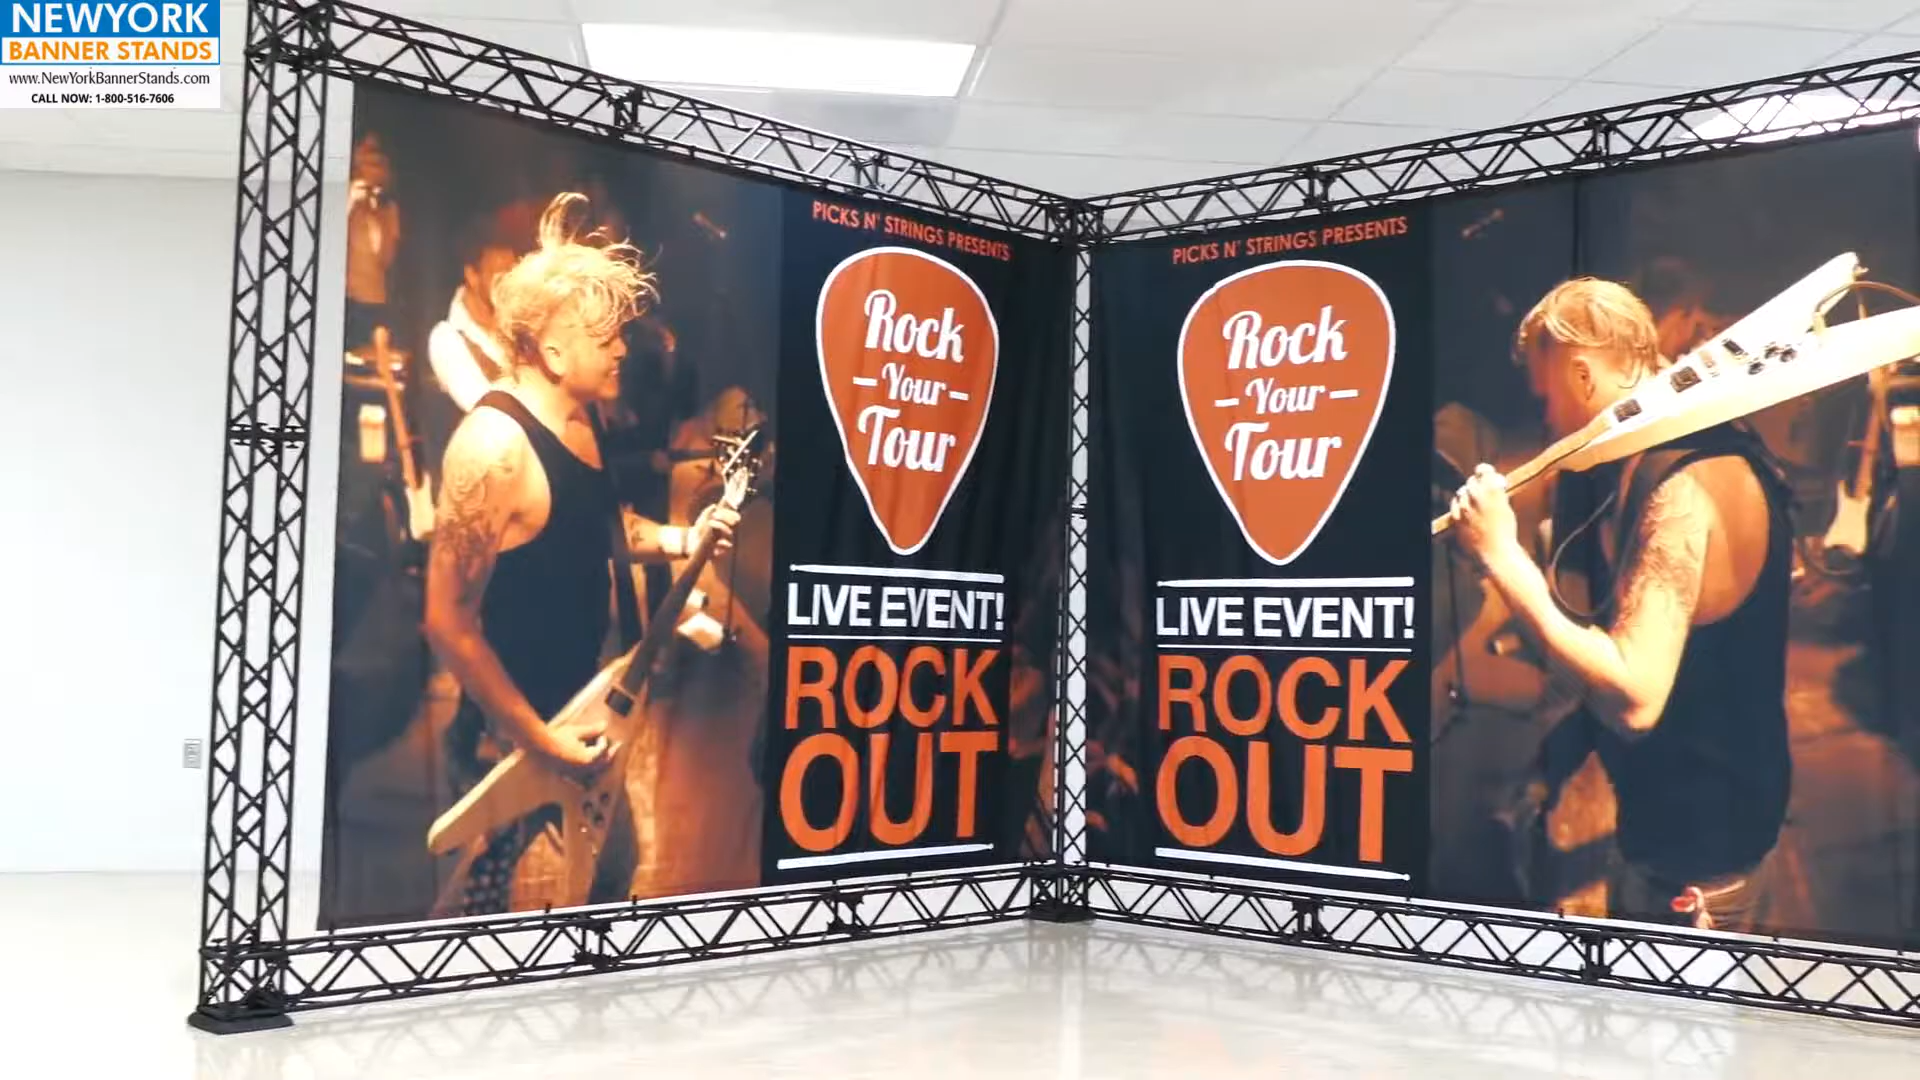 NEWYORK
BANNER STANDS
www.NewYorkBannerStands.com
CALL NOW: 1-800-516-7606
PICKS N' STRINGS PRESENTS
Rock
Your
Tour
LIVE EVENT!
ROCK
OUT
PICKS N' STRINGS PRESENTS
Rock
Your
Tour
LIVE EVENT!
ROCK
OUT